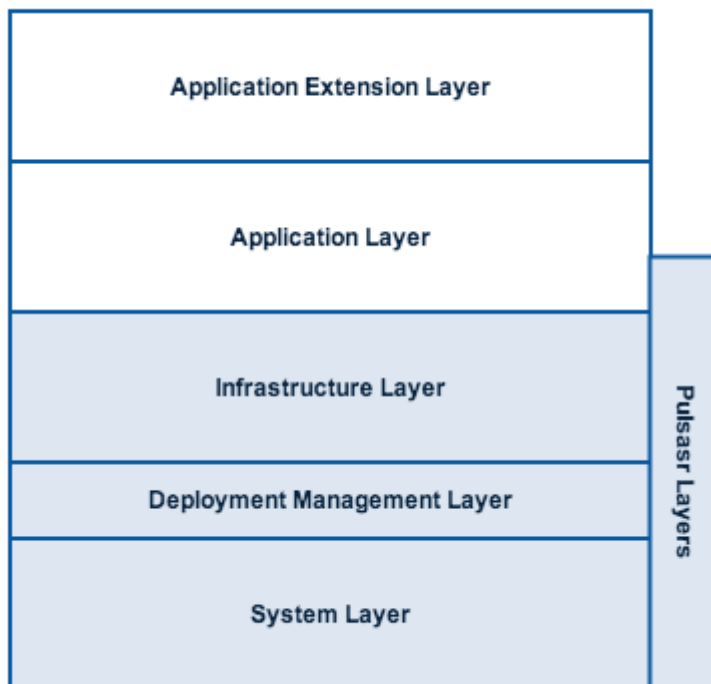 Application Extension Layer
Application Layer
Infrastructure Layer
Deployment Management Layer
System Layer
Pulsasr Layers